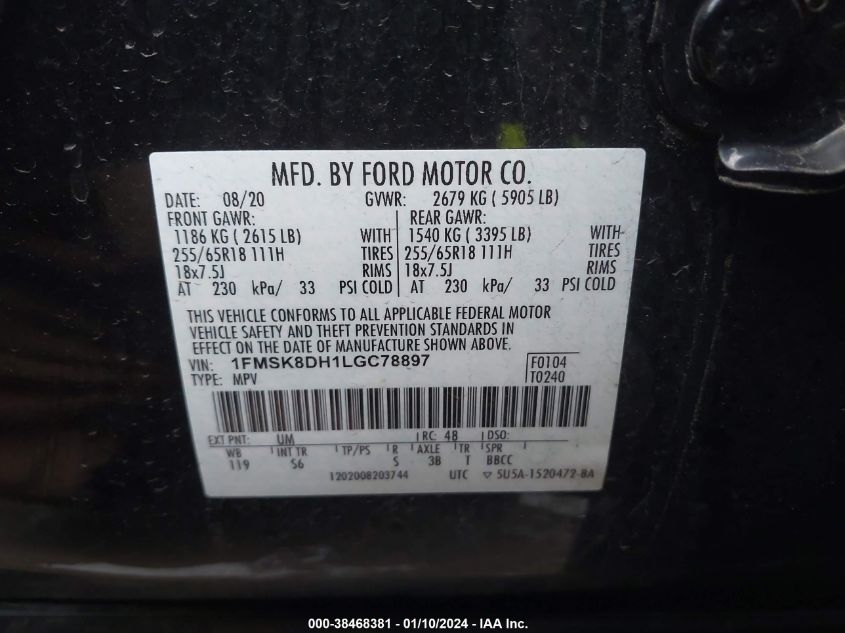 MFD. BY FORD MOTOR CO.
DATE: 08/20 GVWR: 2679 KG ( 5905 LB)
FRONT GAWR: REAR GAWR:
1186 KG ( 2615 LB) WITH 1540 KG ( 3395 LB) WITH-
255/65R18 111H TIRES 255/65R18 111H TIRES
18x7.5J RIMS 18x7.5J RIMS
AT 230 kPa/ 33 PSI COLD AT 230 kPa/ 33 PSI COLD
THIS VEHICLE CONFORMS TO ALL APPLICABLE FEDERAL MOTOR
VEHICLE SAFETY AND THEFT PREVENTION STANDARDS IN
EFFECT ON THE DATE OF MANUFACTURE SHOWN ABOVE.
VIN: 1FMSK8DH1LGC78897 F0104
TYPE: MPV T0240
EXT PNT: UM RC: 48 DSO:
WB INT TR TP/PS R AXLE TR SPR
119 S6 S 3B T BBCC
1202008203744 UTC ▽ 5U5A-1520472-BA
000-38468381 - 01/10/2024 - IAA Inc.